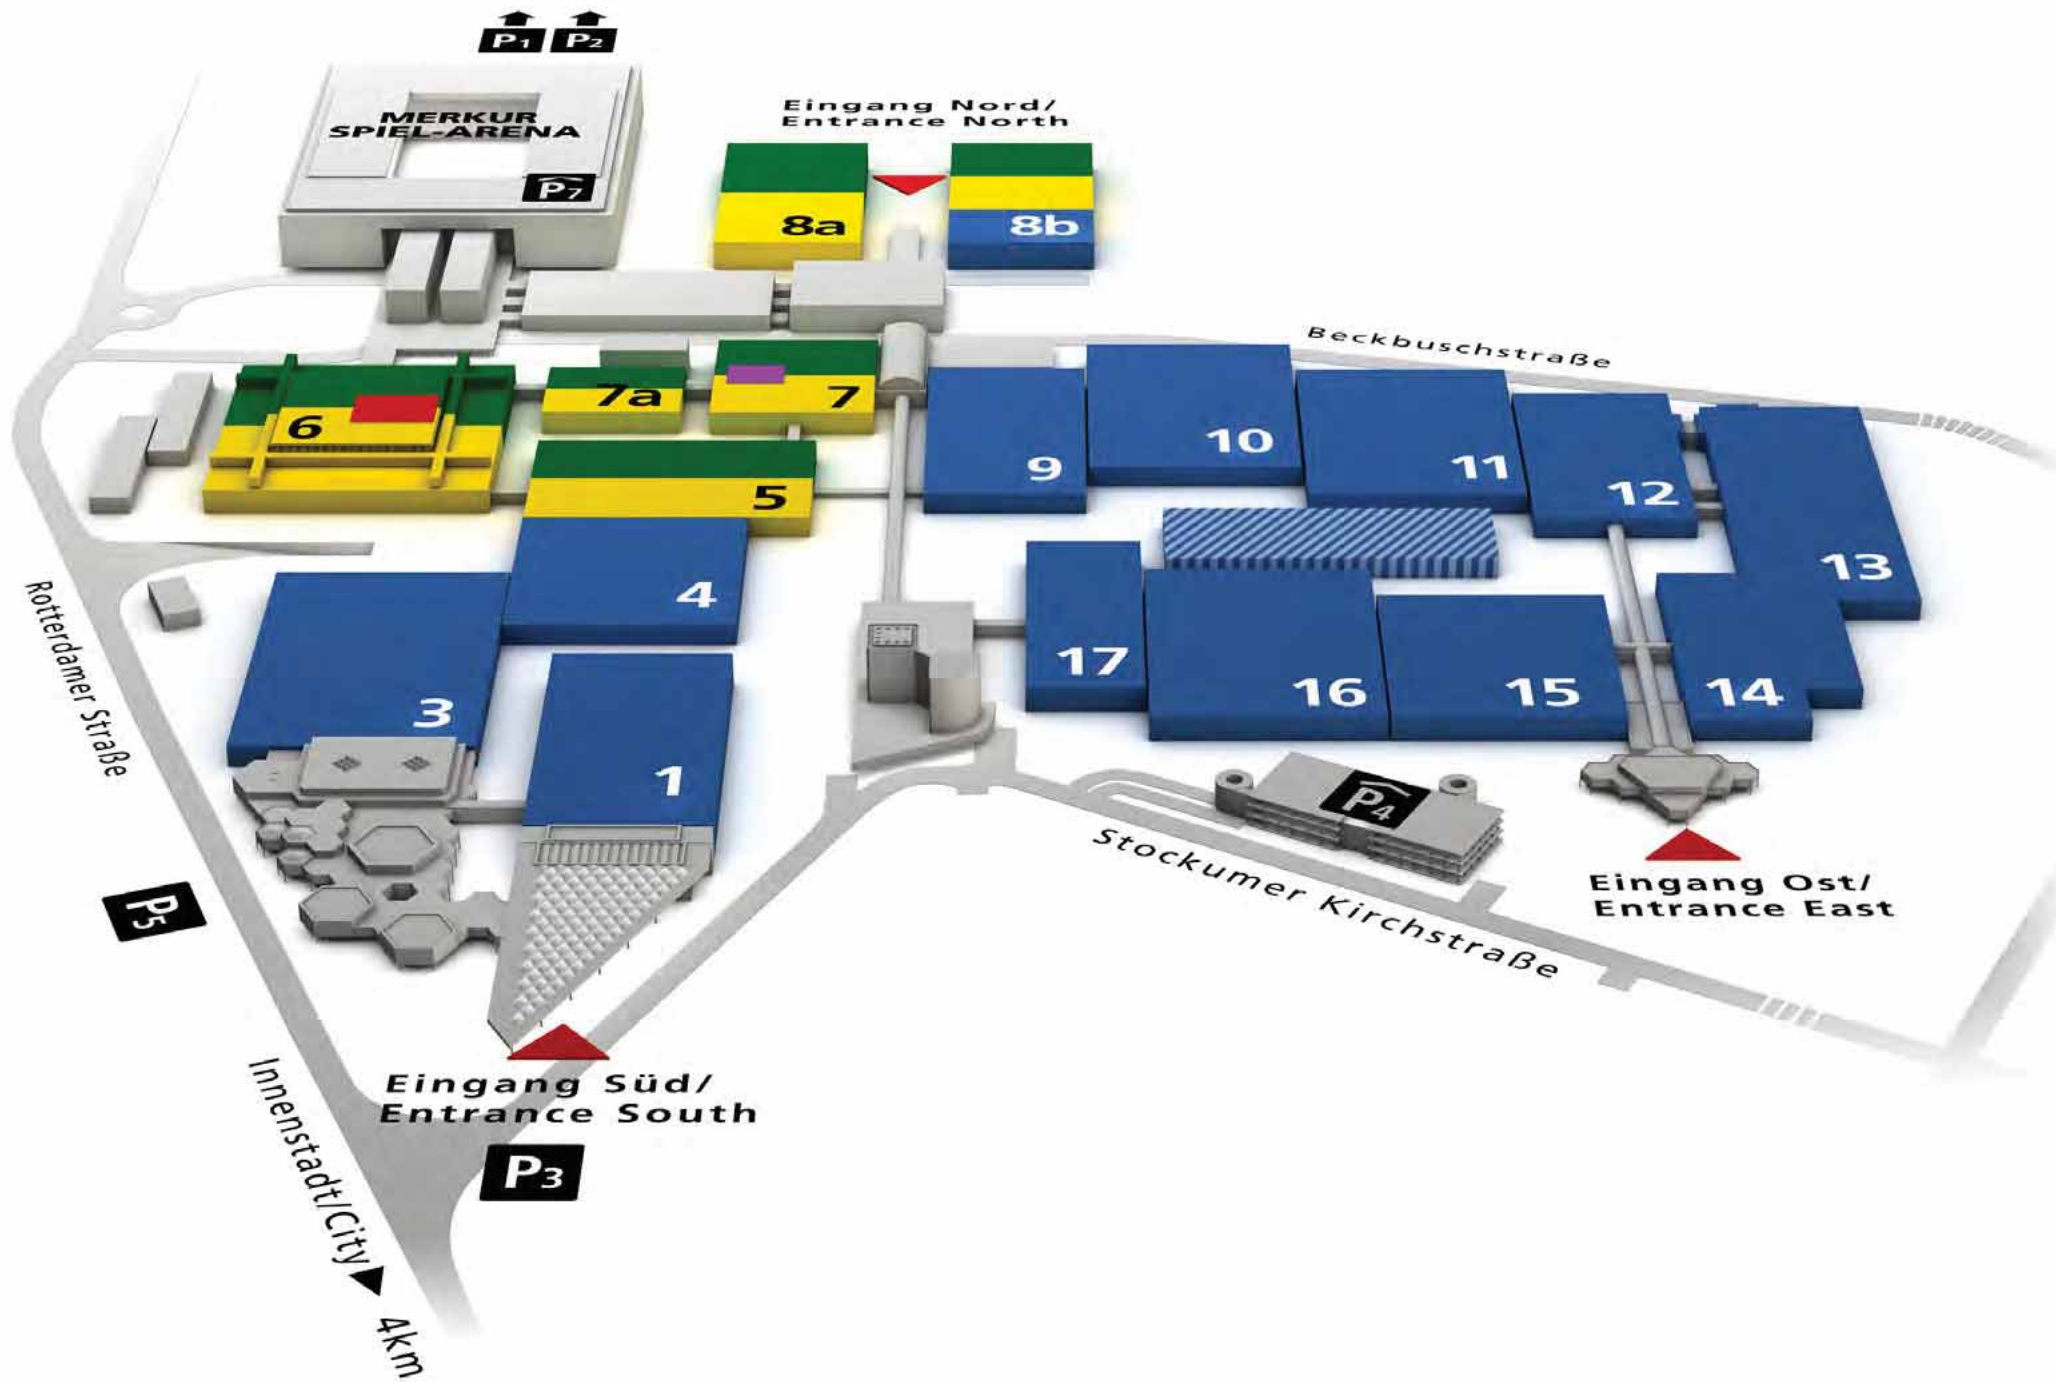 P1 P2
MERKUR
SPIEL-ARENA
P7
Eingang Nord/
Entrance North
8a
8b
Beckbuschstraße
6
7a
7
5
9
10
11
12
13
4
3
1
17
16
15
14
Rotterdamer Straße
P4
Stockumer Kirchstraße
Eingang Ost/
Entrance East
P5
Eingang Süd/
Entrance South
P3
Innenstadt/City
4km